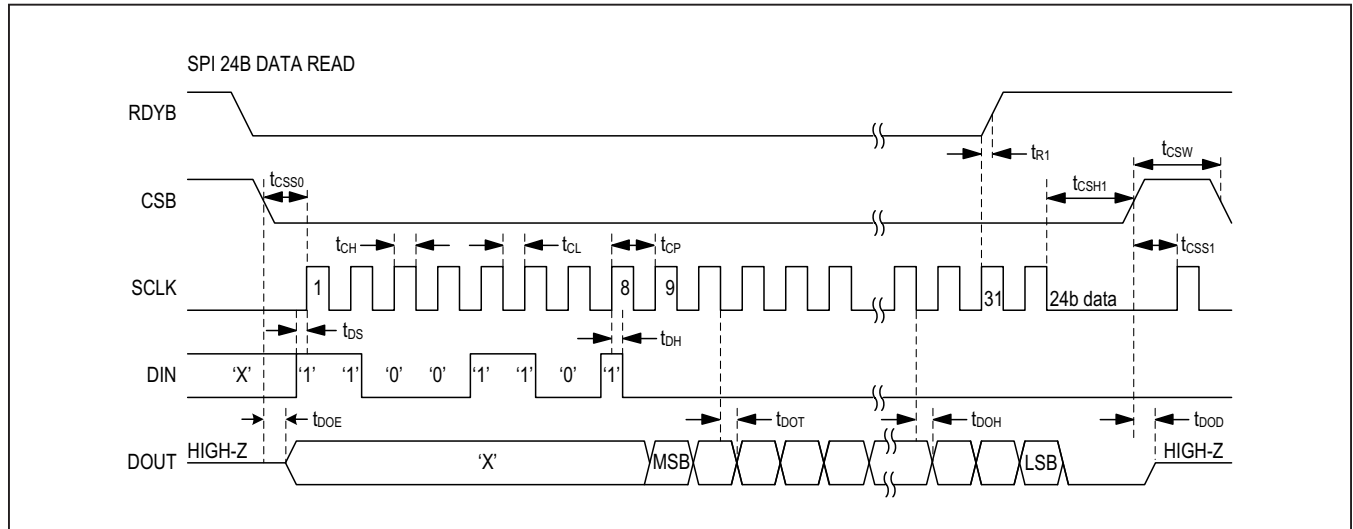 SPI 24B DATA READ
RDYB
tR1
tCSW
tCSS0
tCSH1
CSB
tCH
tCL
tCP
tCSS1
SCLK
1
8
9
31
24b data
tDS
tDH
DIN
‘X’
‘1’
‘1’
‘0’
‘0’
‘1’
‘1’
‘0’
‘1’
tDOE
tDOT
tDOH
tDOD
DOUT
HIGH-Z
‘X’
MSB
LSB
HIGH-Z